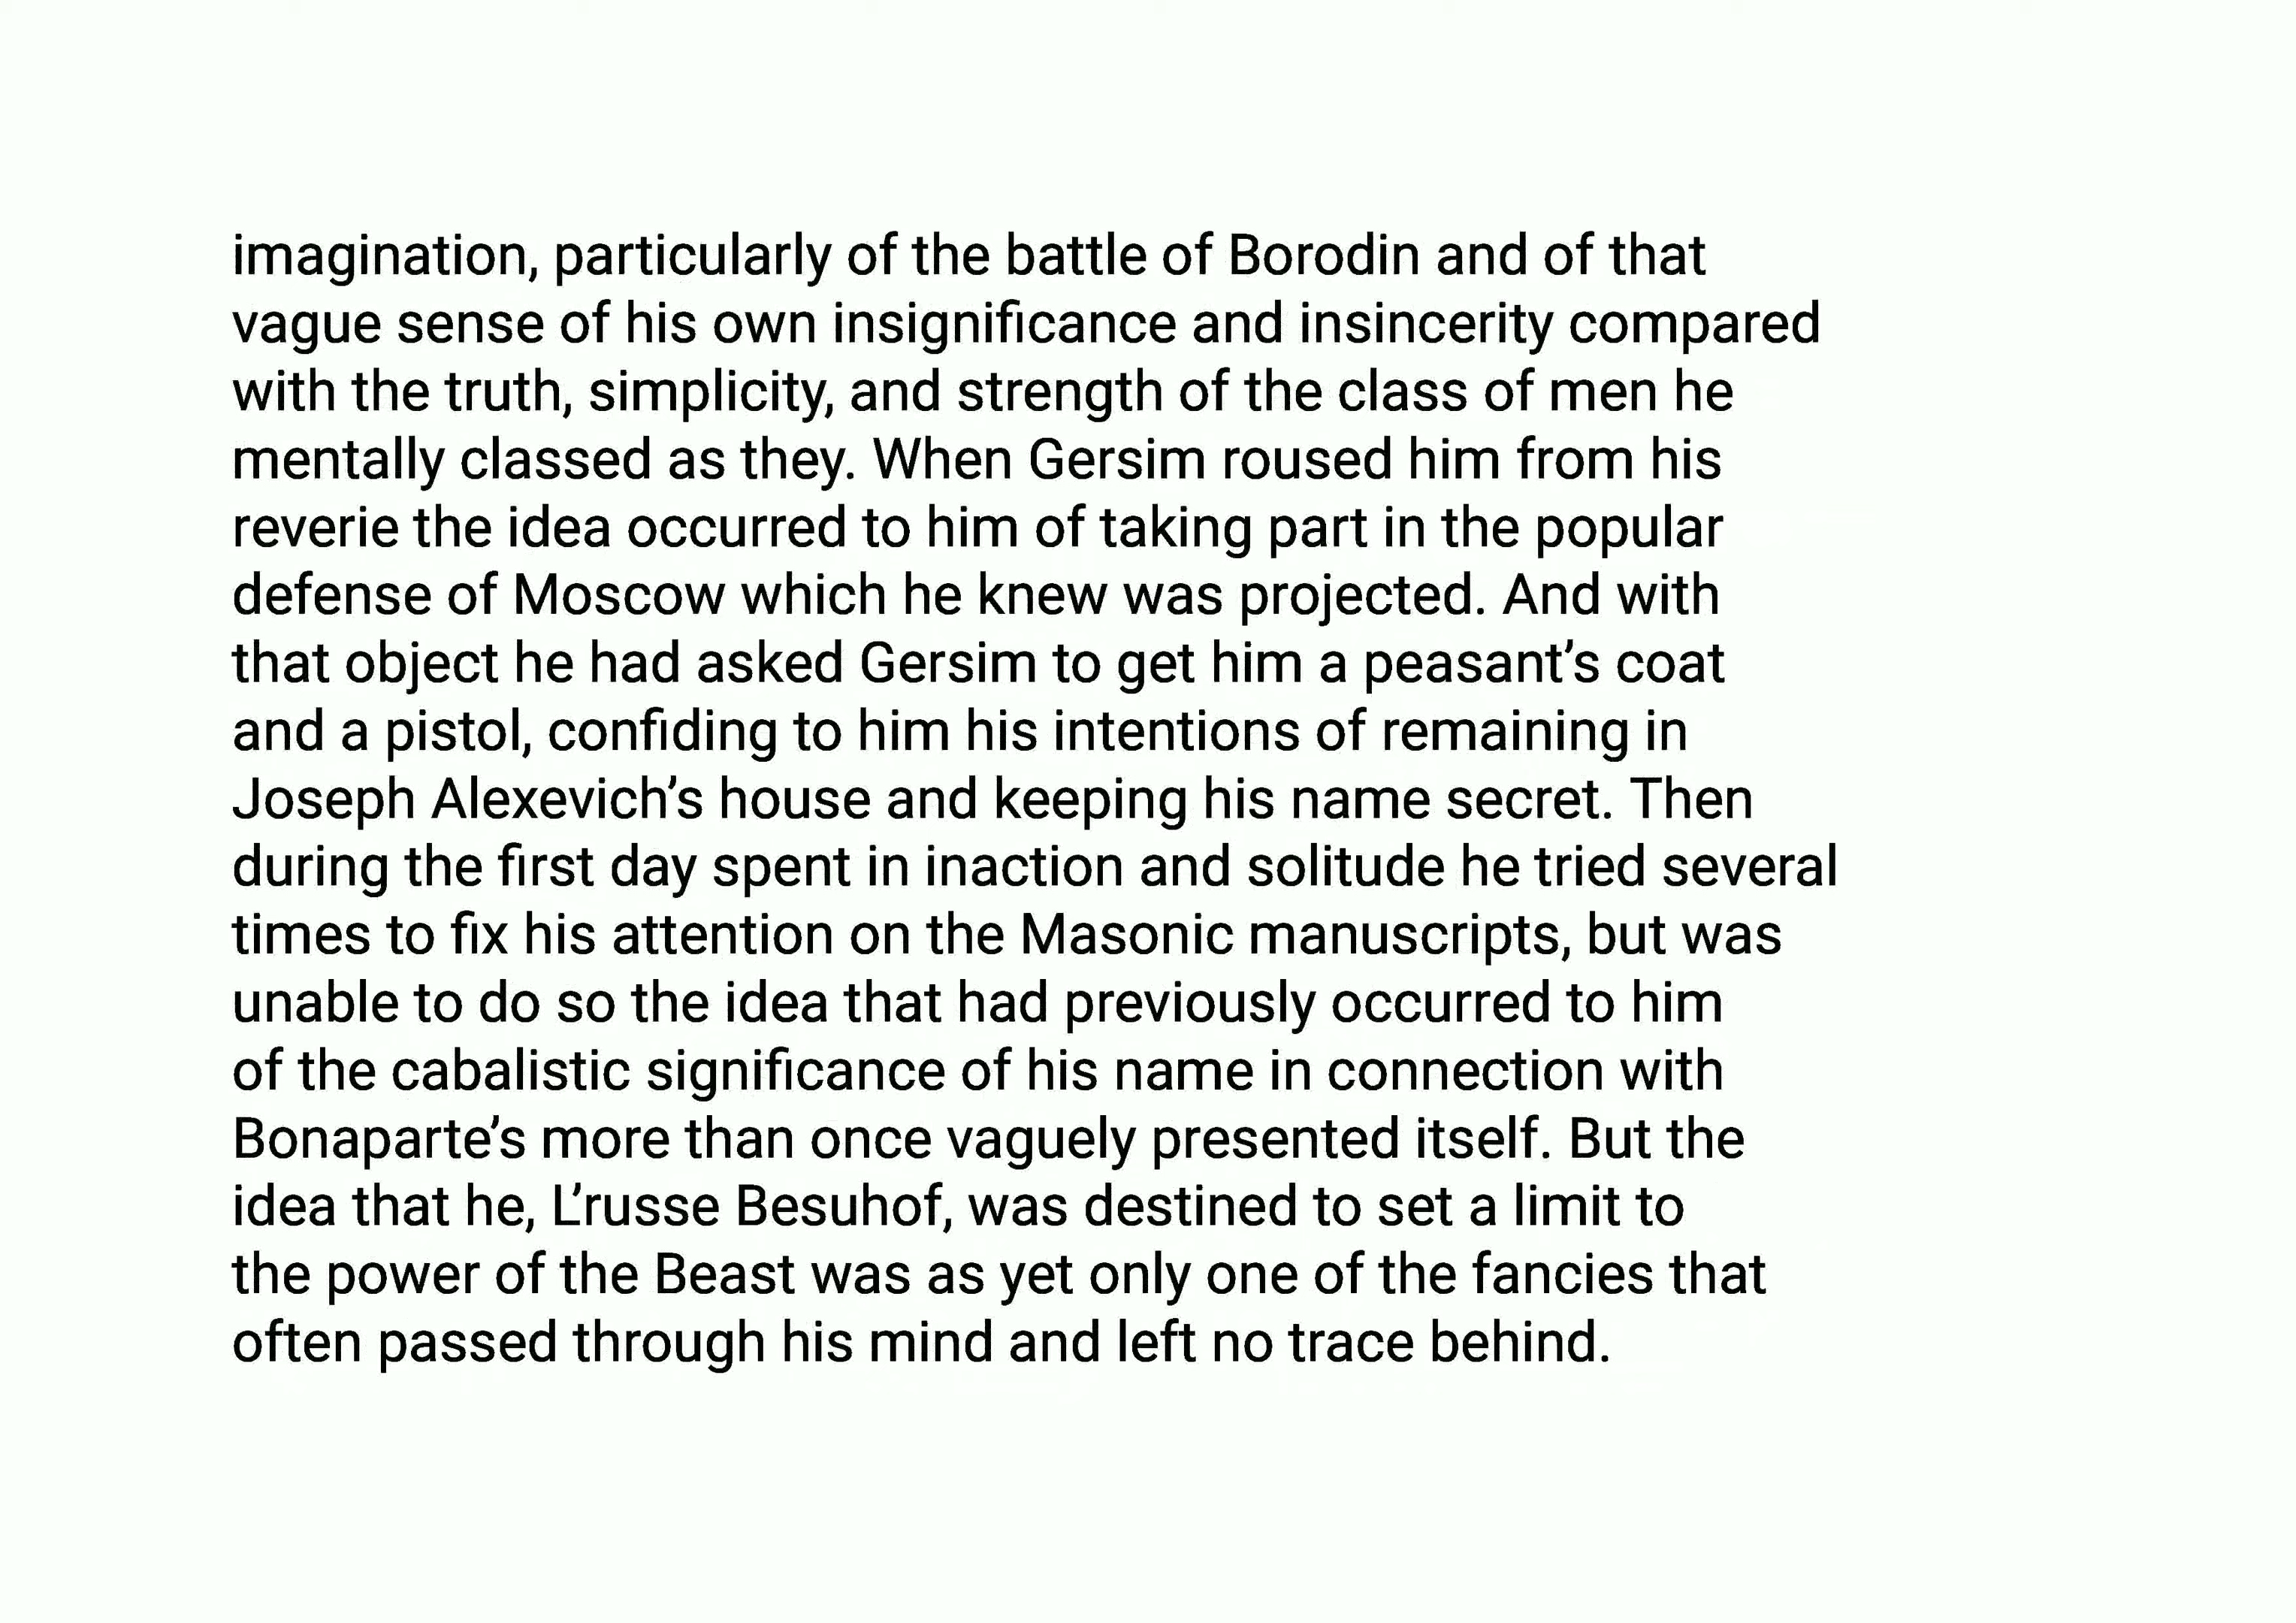 imagination, particularly of the battle of Borodin and of that
vague sense of his own insignificance and insincerity compared
with the truth, simplicity, and strength of the class of men he
mentally classed as they. When Gersim roused him from his
reverie the idea occurred to him of taking part in the popular
defense of Moscow which he knew was projected. And with
that object he had asked Gersim to get him a peasant’s coat
and a pistol, confiding to him his intentions of remaining in
Joseph Alexevich’s house and keeping his name secret. Then
during the first day spent in inaction and solitude he tried several
times to fix his attention on the Masonic manuscripts, but was
unable to do so the idea that had previously occurred to him
of the cabalistic significance of his name in connection with
Bonaparte’s more than once vaguely presented itself. But the
idea that he, L’russe Besuhof, was destined to set a limit to
the power of the Beast was as yet only one of the fancies that
often passed through his mind and left no trace behind.